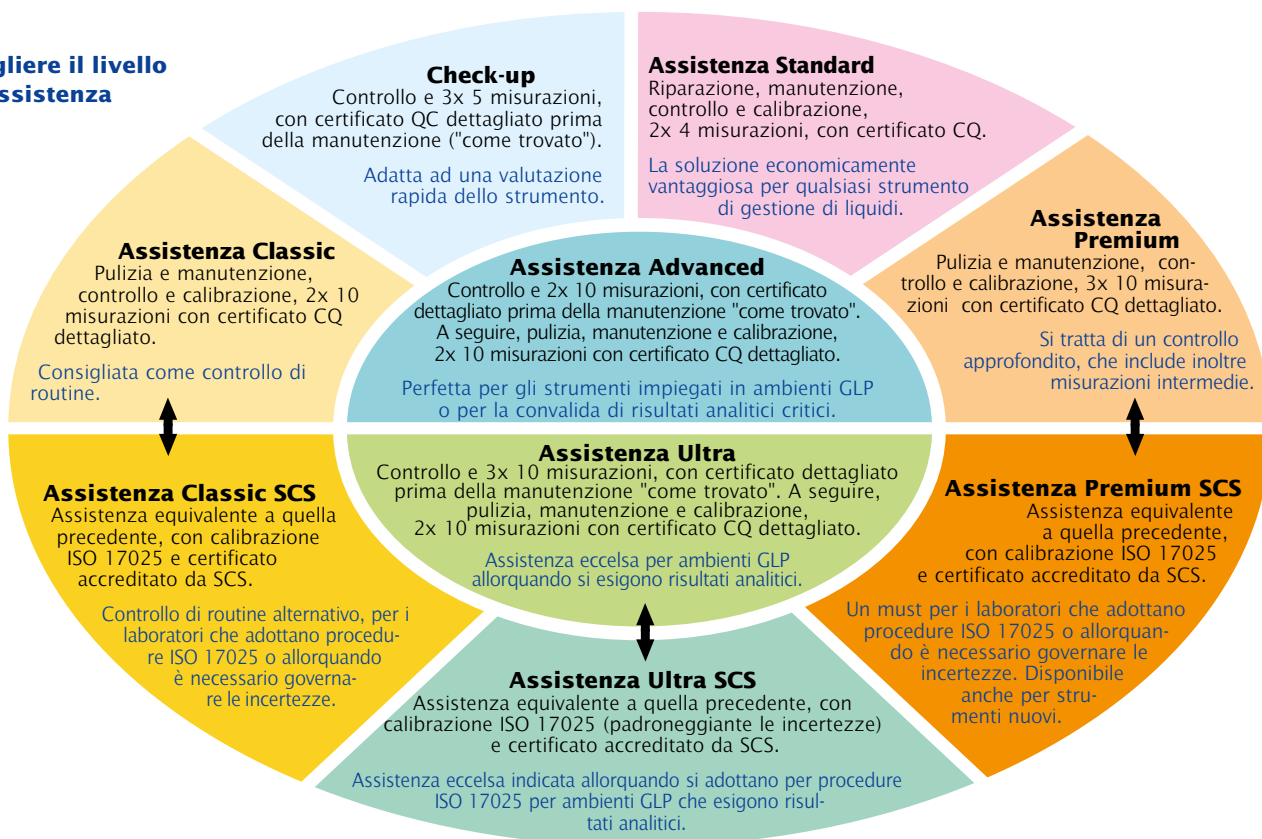 gliere il livello
ssistenza
Check-up
Controllo e 3x 5 misurazioni,
con certificato QC dettagliato prima
della manutenzione ("come trovato").
Adatta ad una valutazione
rapida dello strumento.
Assistenza Standard
Riparazione, manutenzione,
controllo e calibrazione,
2x 4 misurazioni, con certificato CQ.
La soluzione economicamente
vantaggiosa per qualsiasi strumento
di gestione di liquidi.
Assistenza Classic
Pulizia e manutenzione,
controllo e calibrazione, 2x 10
misurazioni con certificato CQ
dettagliato.
Consigliata come controllo di
routine.
Assistenza Advanced
Controllo e 2x 10 misurazioni, con certificato
dettagliato prima della manutenzione "come trovato".
A seguire, pulizia, manutenzione e calibrazione,
2x 10 misurazioni con certificato CQ dettagliato.
Perfetta per gli strumenti impiegati in ambienti GLP
o per la convalida di risultati analitici critici.
Assistenza
Premium
Pulizia e manutenzione, con-
trollo e calibrazione, 3x 10 misura-
zioni con certificato CQ dettagliato.
Si tratta di un controllo
approfondito, che include inoltre
misurazioni intermedie.
Assistenza Classic SCS
Assistenza equivalente a quella
precedente, con calibrazione
ISO 17025 e certificato
accreditato da SCS.
Controllo di routine alternativo, per i
laboratori che adottano procedu-
re ISO 17025 o allorquando
è necessario governa-
re le incertezze.
Assistenza Ultra
Controllo e 3x 10 misurazioni, con certificato dettagliato
prima della manutenzione "come trovato". A seguire,
pulizia, manutenzione e calibrazione,
2x 10 misurazioni con certificato CQ dettagliato.
Assistenza eccelsa per ambienti GLP
allorquando si esigono risultati analitici.
Assistenza Premium SCS
Assistenza equivalente
a quella precedente,
con calibrazione ISO 17025
e certificato accreditato da SCS.
Un must per i laboratori che adottano
procedure ISO 17025 o allorquan-
do è necessario governare le
incertezze. Disponibile
anche per stru-
menti nuovi.
Assistenza Ultra SCS
Assistenza equivalente a quella precedente, con
calibrazione ISO 17025 (padroneggiante le incertezze)
e certificato accreditato da SCS.
Assistenza eccelsa indicata allorquando si adottano per procedure
ISO 17025 per ambienti GLP che esigono risul-
tati analitici.